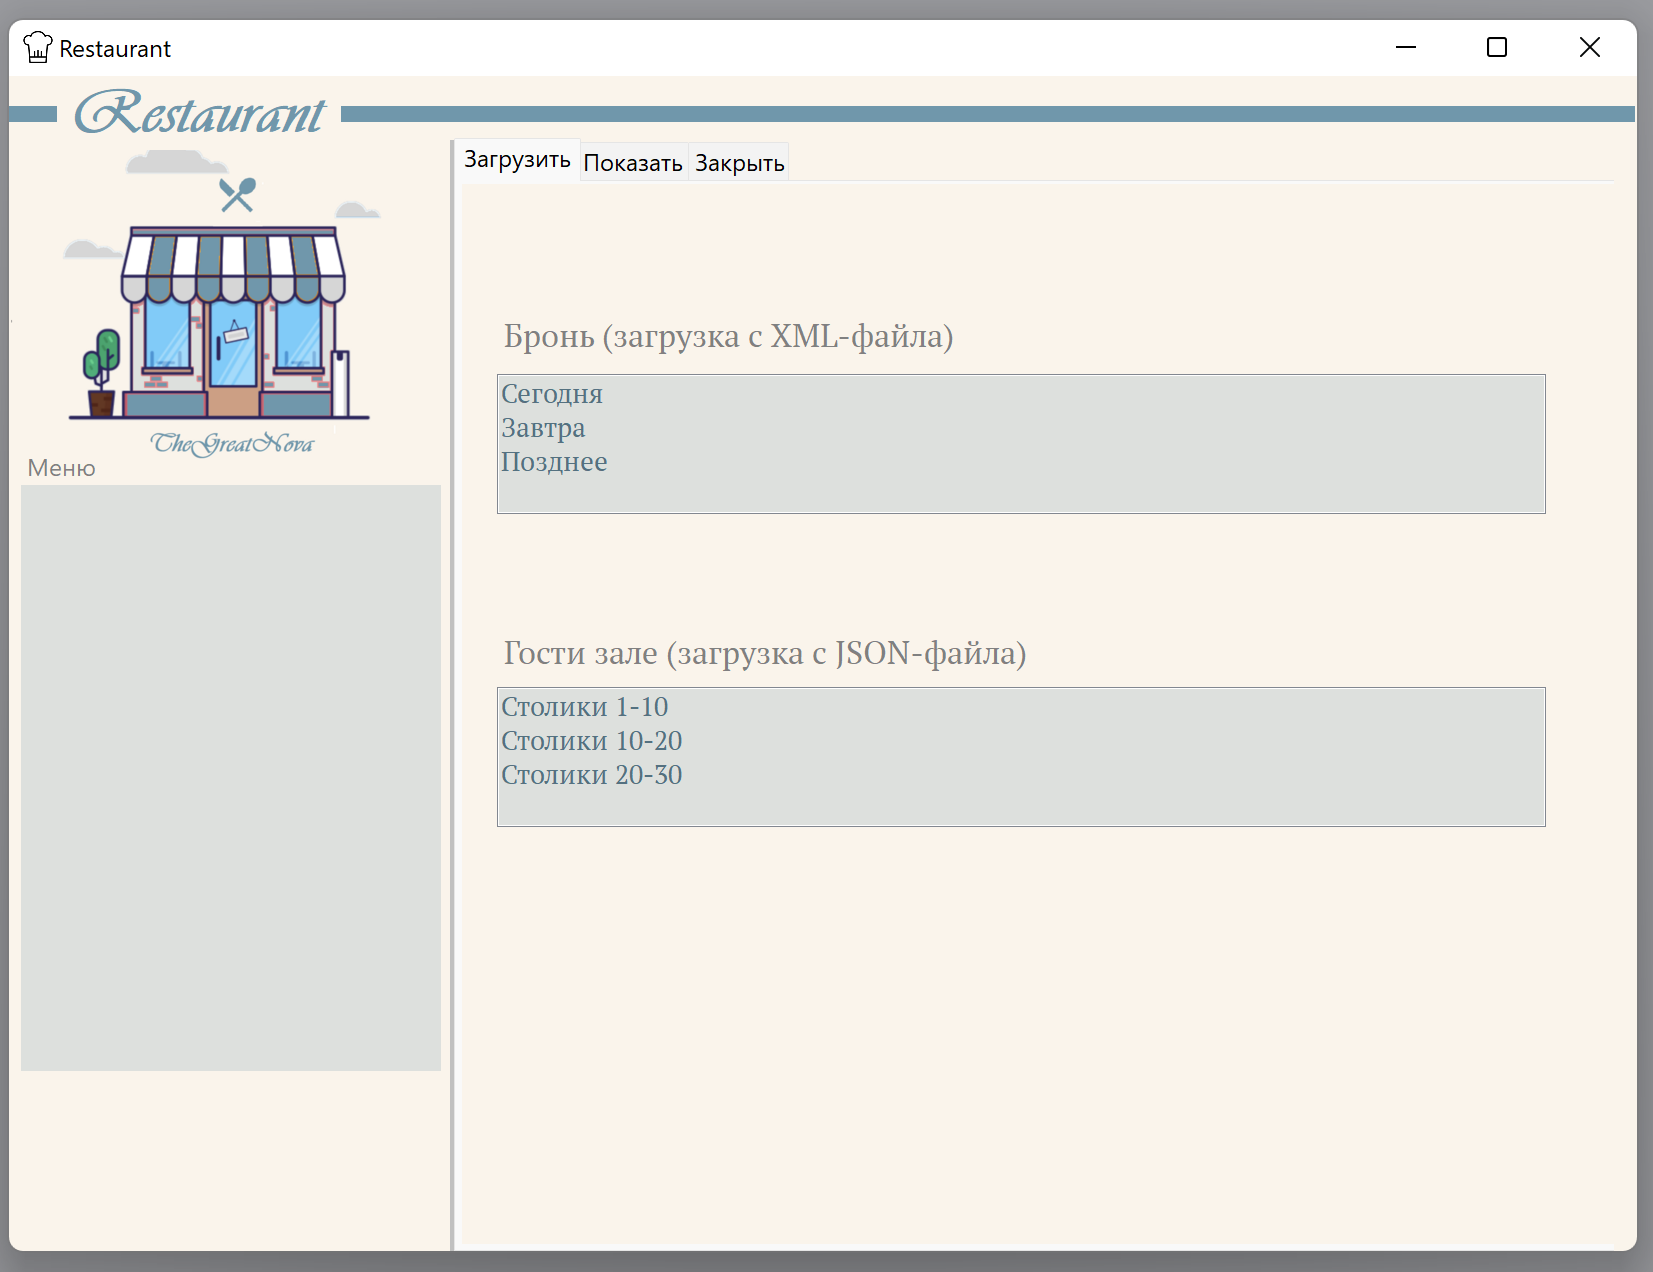 Restaurant
Restaurant
TheGreatNova
Меню
Загрузить
Показать
Закрыть
Бронь (загрузка с XML-файла)
Сегодня
Завтра
Позднее
Гости зале (загрузка с JSON-файла)
Столики 1-10
Столики 10-20
Столики 20-30